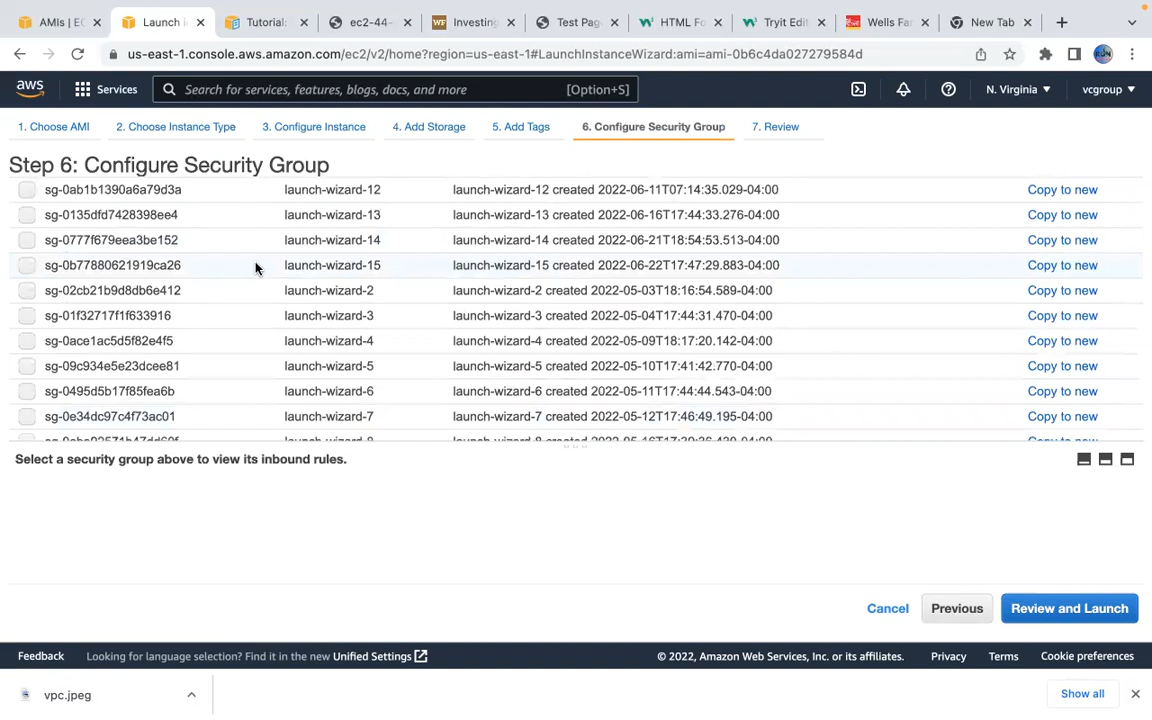 AMIs | EC
Launch i
Tutorial:
ec2-44-
Investing
Test Pag
HTML Fo
Tryit Edit
Wells Far
New Tab
us-east-1.console.aws.amazon.com/ec2/v2/home?region=us-east-1#LaunchInstanceWizard:ami=ami-0b6c4da027279584d
aws
Services
Search for services, features, blogs, docs, and more
[Option+S]
N. Virginia
vcgroup
1. Choose AMI
2. Choose Instance Type
3. Configure Instance
4. Add Storage
5. Add Tags
6. Configure Security Group
7. Review
Step 6: Configure Security Group
sg-0ab1b1390a6a79d3a launch-wizard-12 launch-wizard-12 created 2022-06-11T07:14:35.029-04:00 Copy to new
sg-0135dfd7428398ee4 launch-wizard-13 launch-wizard-13 created 2022-06-16T17:44:33.276-04:00 Copy to new
sg-0777f679eea3be152 launch-wizard-14 launch-wizard-14 created 2022-06-21T18:54:53.513-04:00 Copy to new
sg-0b77880621919ca26 launch-wizard-15 launch-wizard-15 created 2022-06-22T17:47:29.883-04:00 Copy to new
sg-02cb21b9d8db6e412 launch-wizard-2 launch-wizard-2 created 2022-05-03T18:16:54.589-04:00 Copy to new
sg-01f32717f1f633916 launch-wizard-3 launch-wizard-3 created 2022-05-04T17:44:31.470-04:00 Copy to new
sg-0ace1ac5d5f82e4f5 launch-wizard-4 launch-wizard-4 created 2022-05-09T18:17:20.142-04:00 Copy to new
sg-09c934e5e23dcee81 launch-wizard-5 launch-wizard-5 created 2022-05-10T17:41:42.770-04:00 Copy to new
sg-0495d5b17f85fea6b launch-wizard-6 launch-wizard-6 created 2022-05-11T17:44:44.543-04:00 Copy to new
sg-0e34dc97c4f73ac01 launch-wizard-7 launch-wizard-7 created 2022-05-12T17:46:49.195-04:00 Copy to new
Select a security group above to view its inbound rules.
Cancel
Previous
Review and Launch
Feedback
Looking for language selection? Find it in the new Unified Settings
© 2022, Amazon Web Services, Inc. or its affiliates.
Privacy
Terms
Cookie preferences
vpc.jpeg
Show all